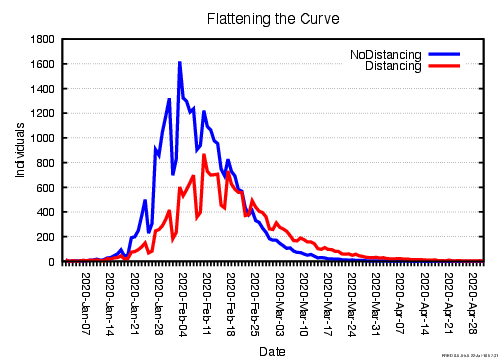 Flattening the Curve
1800
1600
1400
1200
1000
800
600
400
200
0
Individuals
NoDistancing
Distancing
2020-Jan-07
2020-Jan-14
2020-Jan-21
2020-Jan-28
2020-Feb-04
2020-Feb-11
2020-Feb-18
2020-Feb-25
2020-Mar-03
2020-Mar-10
2020-Mar-17
2020-Mar-24
2020-Mar-31
2020-Apr-07
2020-Apr-14
2020-Apr-21
2020-Apr-28
Date